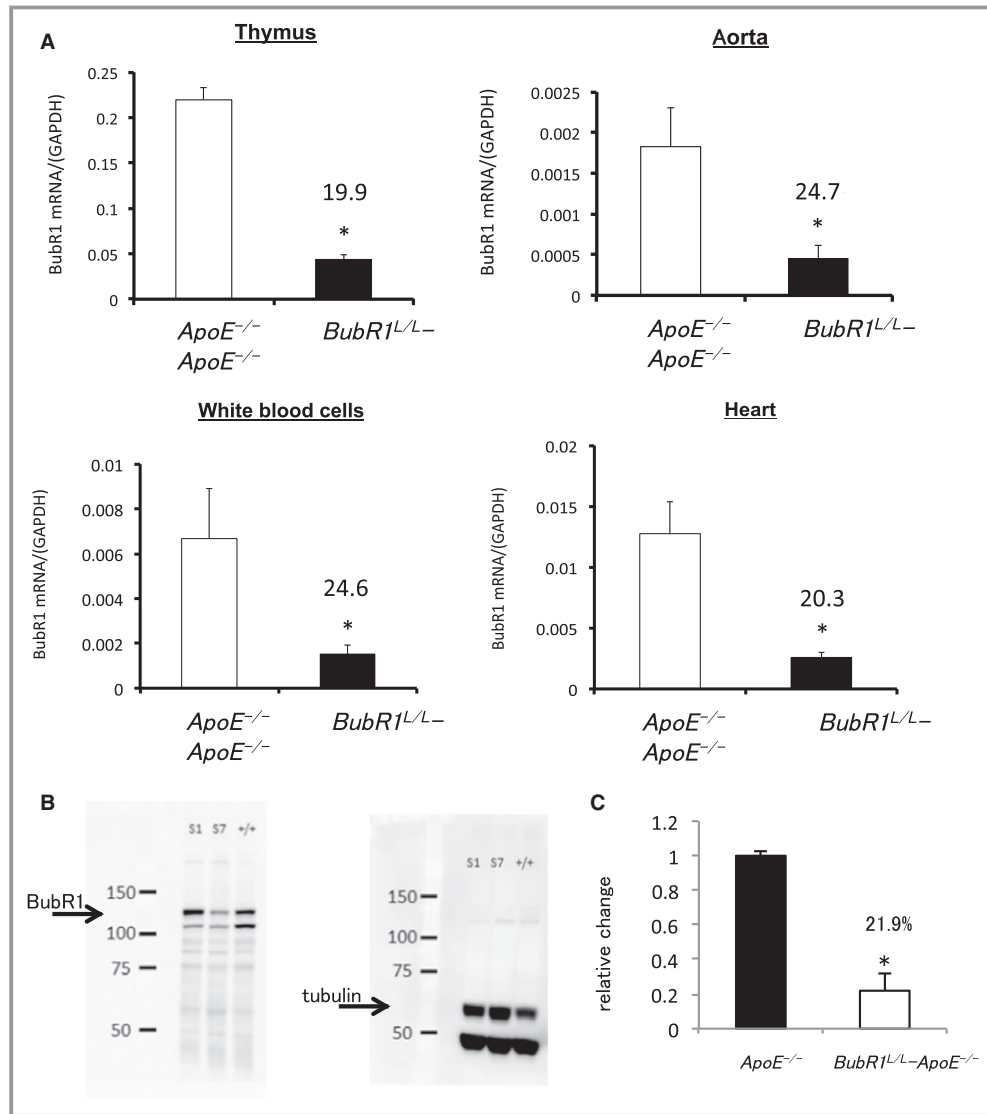 A
Thymus
BubR1 mRNA/(GAPDH)
0.25
0.2
0.15
0.1
0.05
0
19.9
*
ApoE−/− BubR1L/L−
ApoE−/−
Aorta
BubR1 mRNA/(GAPDH)
0.0025
0.002
0.0015
0.001
0.0005
0
24.7
*
ApoE−/− BubR1L/L−
ApoE−/−
White blood cells
BubR1 mRNA/(GAPDH)
0.01
0.008
0.006
0.004
0.002
0
24.6
*
ApoE−/− BubR1L/L−
ApoE−/−
Heart
BubR1 mRNA/(GAPDH)
0.02
0.015
0.01
0.005
0
20.3
*
ApoE−/− BubR1L/L−
ApoE−/−
B
S1 S7 +/+
150
BubR1
100
75
50
S1 S7 +/+
150
100
75
tubulin
50
C
relative change
1.2
1
0.8
0.6
0.4
0.2
0
21.9%
*
ApoE−/− BubR1L/L−ApoE−/−